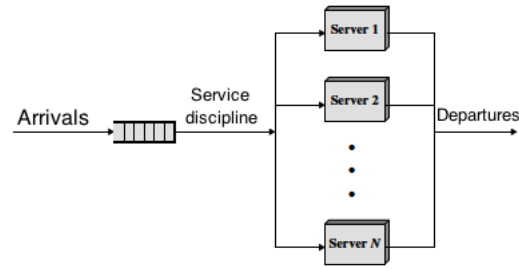 Arrivals
Service
discipline
Server 1
Server 2
Server N
Departures